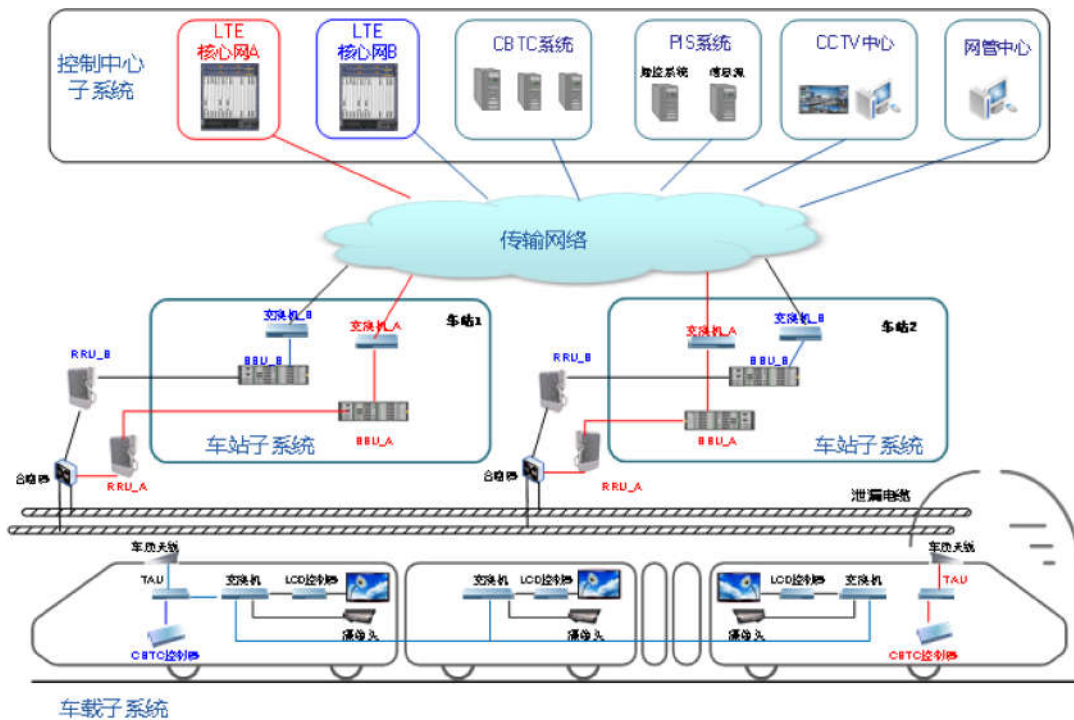 控制中心
子系统
LTE
核心网A
LTE
核心网B
CBTC系统
PIS系统
播控系统
信息源
CCTV中心
网管中心
传输网络
交换机_B
车站1
交换机_A
RRU_B
BBU_B
BBU_A
车站子系统
合路器
RRU_A
交换机_A
交换机_B
车站2
RRU_B
BBU_B
BBU_A
车站子系统
合路器
RRU_A
泄漏电缆
车顶天线
TAU
交换机
LCD控制器
摄像头
CBTC控制器
交换机
LCD控制器
摄像头
车顶天线
LCD控制器
交换机
TAU
摄像头
CBTC控制器
车载子系统